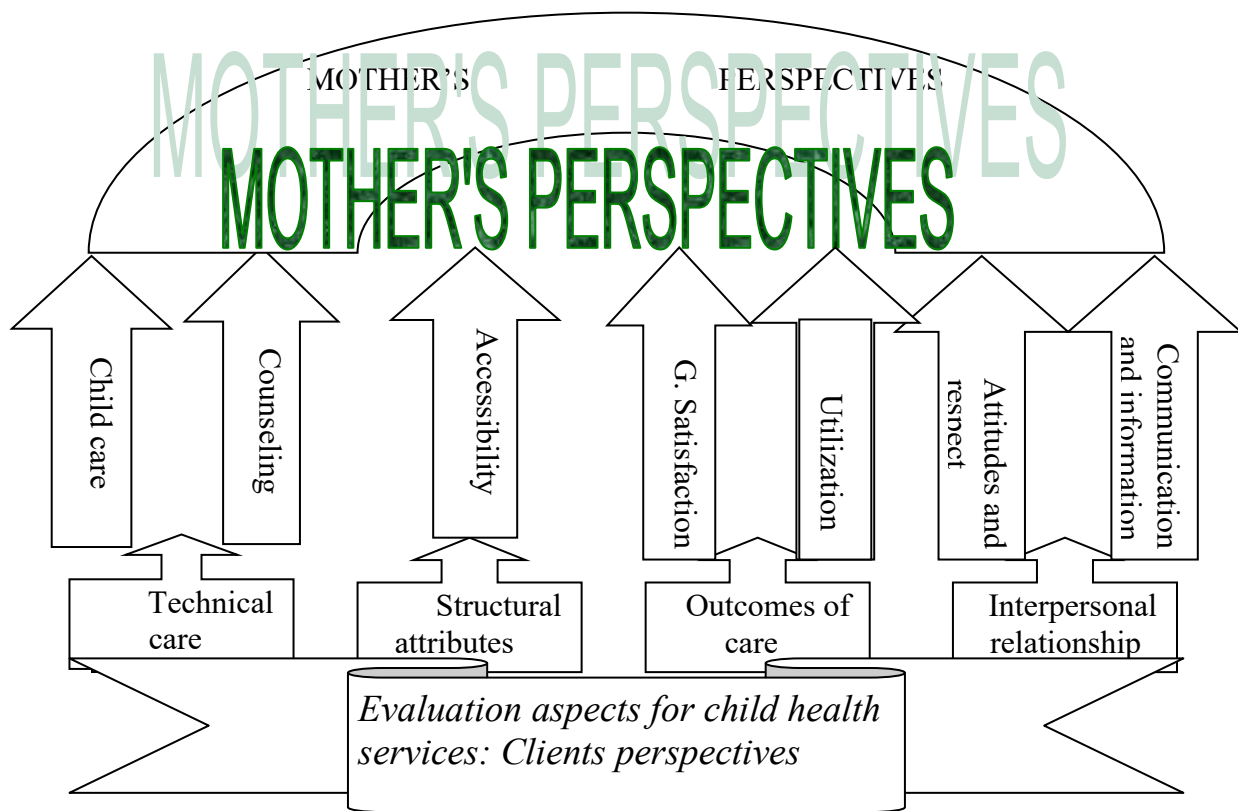 MOTHER'S PERSPECTIVES
MOTHER'S PERSPECTIVES
MOTHER'S PERSPECTIVES
Child care
Counseling
Accessibility
G. Satisfaction
Utilization
Attitudes and
respect
Communication
and information
Technical
care
Structural
attributes
Outcomes of
care
Interpersonal
relationship
Evaluation aspects for child health
services: Clients perspectives